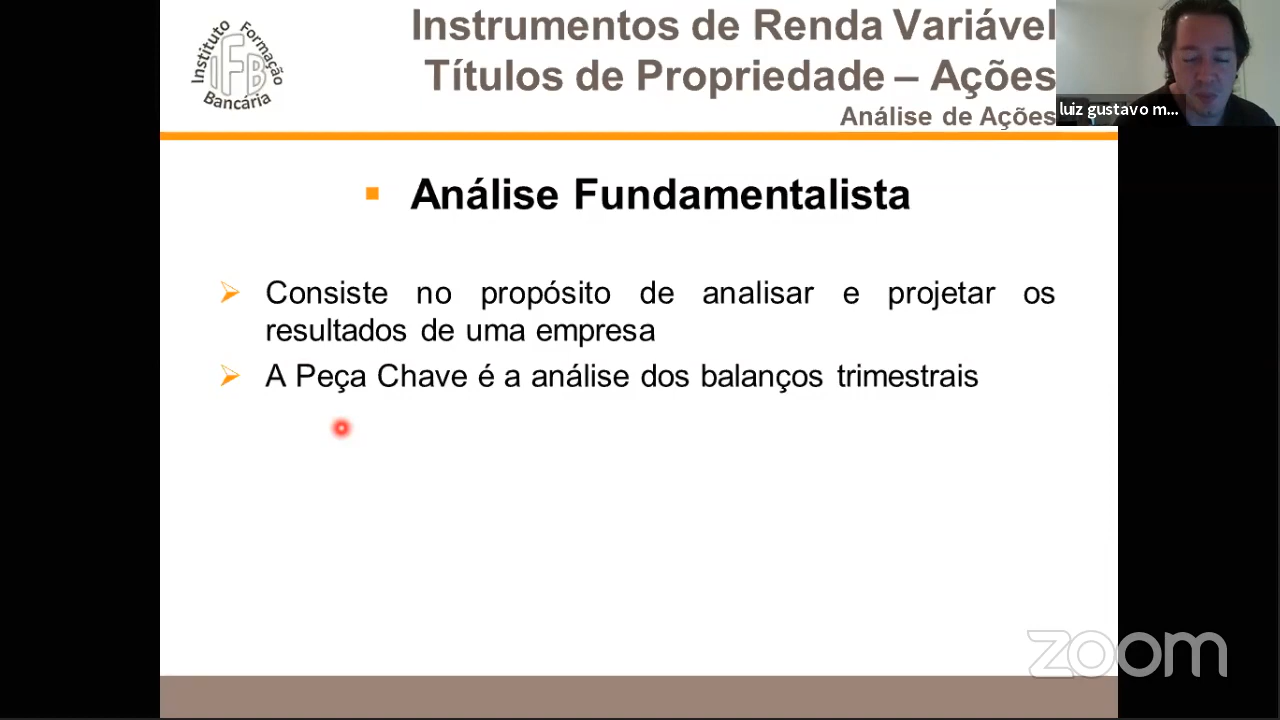 Instituto Formação
IFB
Bancária
Instrumentos de Renda Variável
Títulos de Propriedade – Ações
Análise de Ações
luiz gustavo m...
Análise Fundamentalista
Consiste no propósito de analisar e projetar os
resultados de uma empresa
A Peça Chave é a análise dos balanços trimestrais
zoom